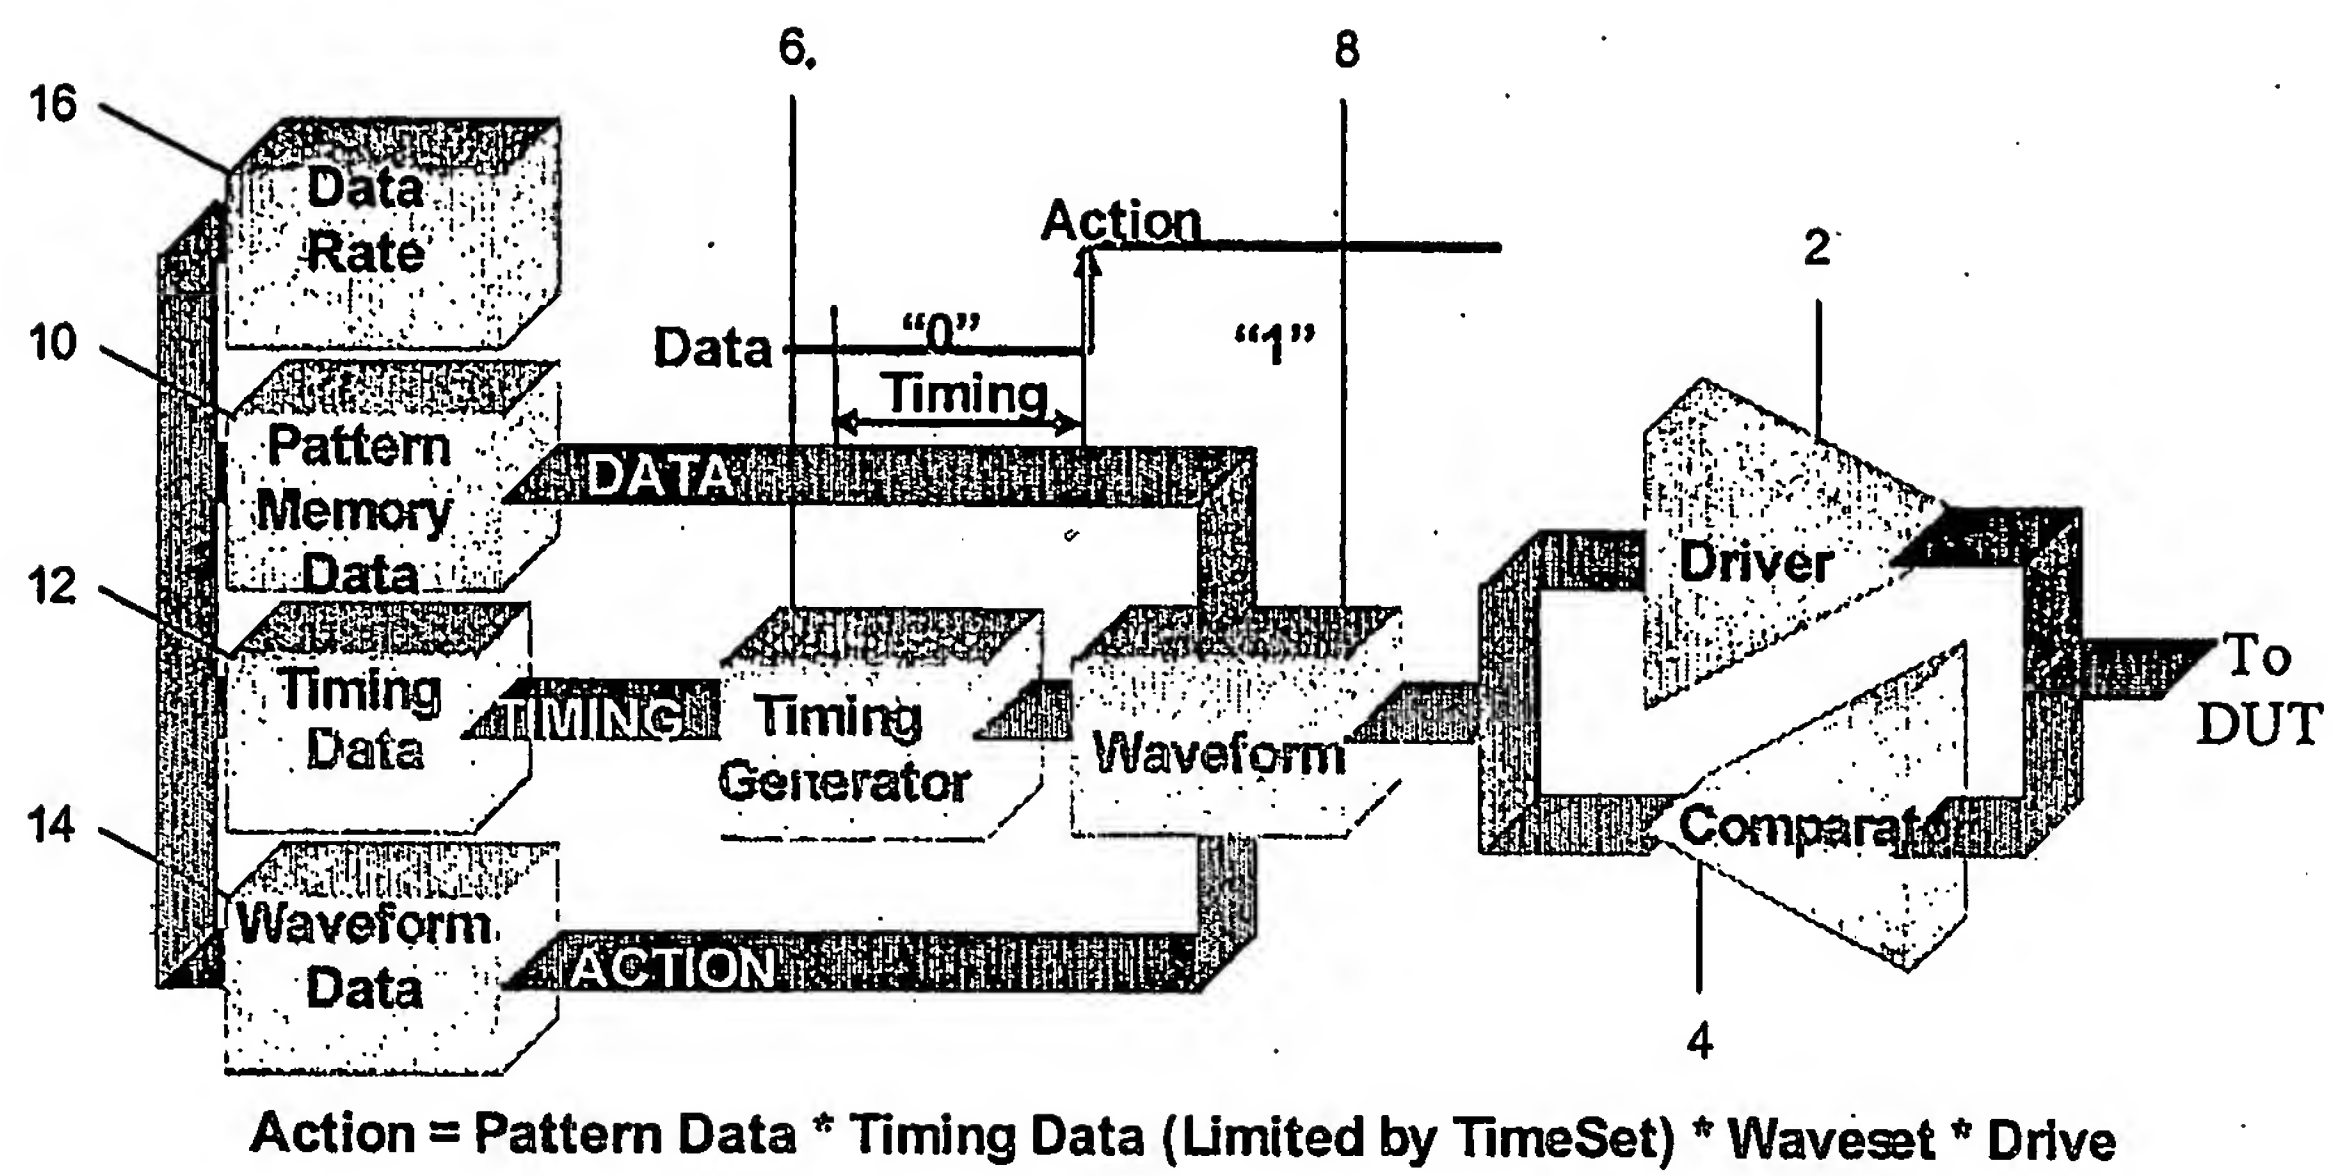 6.
8
16
Data
Rate
Action
2
10
Data
“0”
“1”
Timing
Pattern
Memory
Data
DATA
12
Driver
Timing
Data
TIMING
Timing
Generator
Waveform
To
DUT
14
Comparator
Waveform
Data
ACTION
4
Action = Pattern Data * Timing Data (Limited by TimeSet) * Waveset * Drive